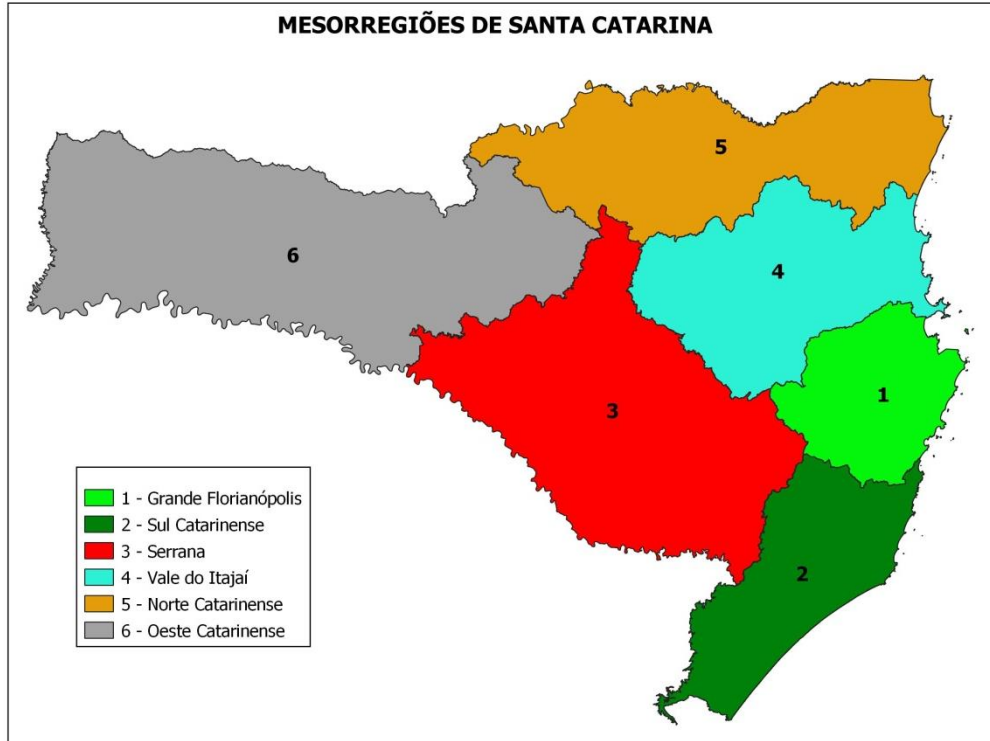 MESORREGIÕES DE SANTA CATARINA
5
6
4
1
3
2
1 - Grande Florianópolis
2 - Sul Catarinense
3 - Serrana
4 - Vale do Itajaí
5 - Norte Catarinense
6 - Oeste Catarinense